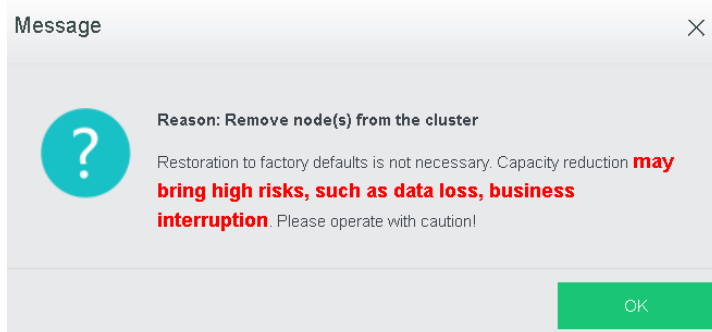 Message
Reason: Remove node(s) from the cluster
Restoration to factory defaults is not necessary. Capacity reduction may
bring high risks, such as data loss, business
interruption. Please operate with caution!
OK